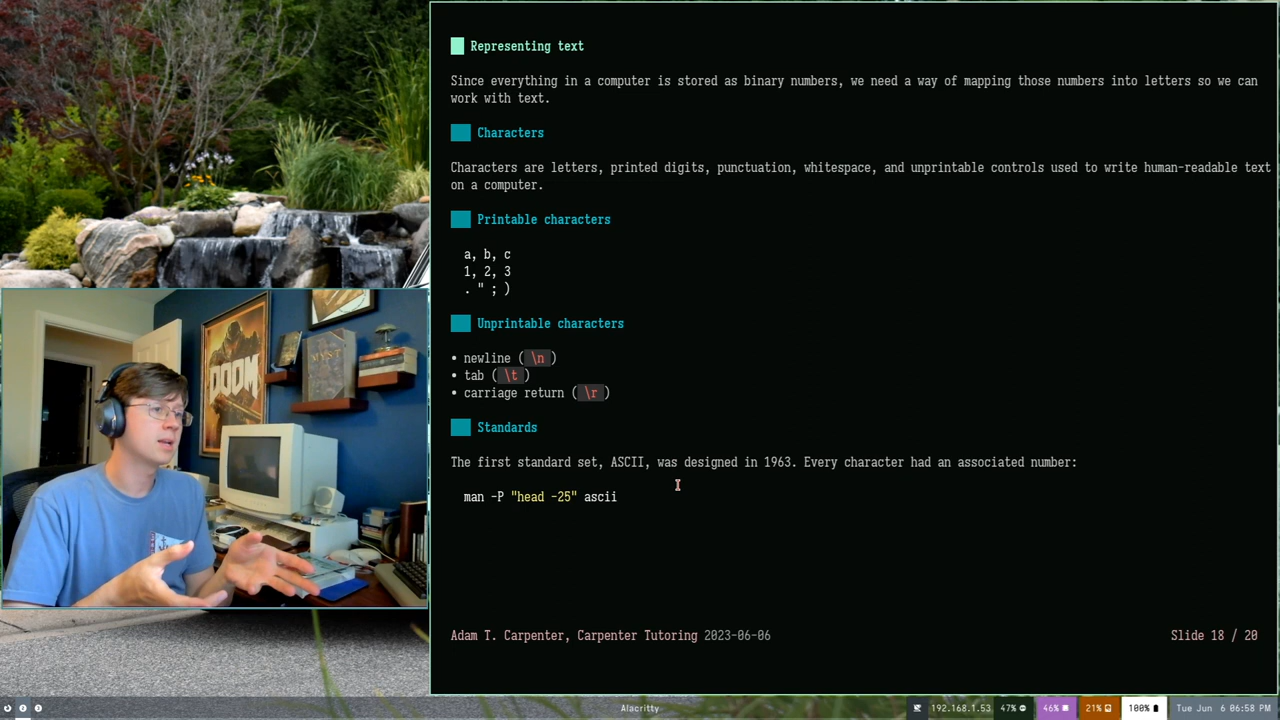 Representing text
Since everything in a computer is stored as binary numbers, we need a way of mapping those numbers into letters so we can
work with text.
Characters
Characters are letters, printed digits, punctuation, whitespace, and unprintable controls used to write human-readable text
on a computer.
Printable characters
a, b, c
1, 2, 3
. " ; )
Unprintable characters
• newline ( \n )
• tab ( \t )
• carriage return ( \r )
Standards
The first standard set, ASCII, was designed in 1963. Every character had an associated number:
man -P "head -25" ascii
Adam T. Carpenter, Carpenter Tutoring 2023-06-06
Slide 18 / 20
DOOM
MYST
Alacritty
192.168.1.53
47%
46%
21%
100%
Tue Jun 6 06:58 PM